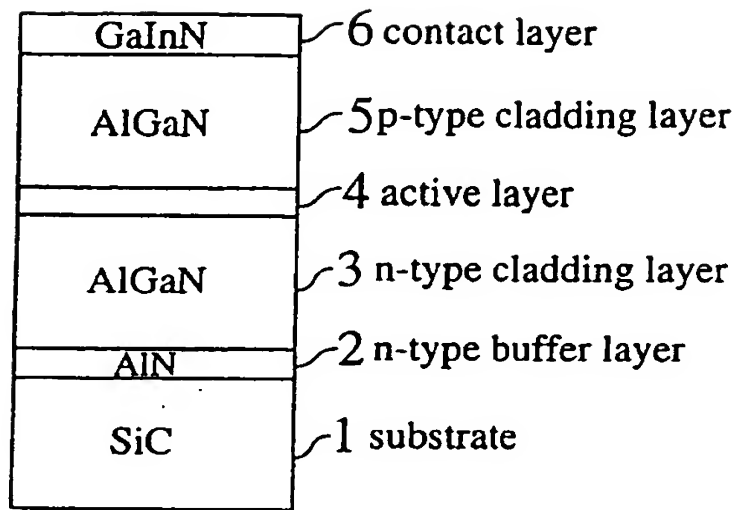 GaInN 6 contact layer
AlGaN 5 p-type cladding layer
4 active layer
AlGaN 3 n-type cladding layer
AlN 2 n-type buffer layer
SiC 1 substrate